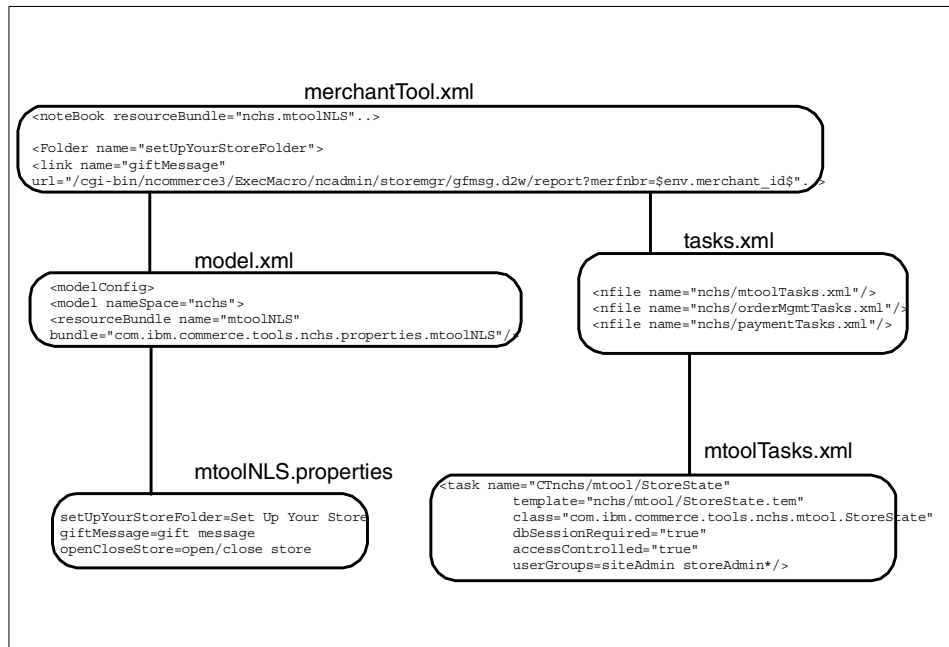 merchantTool.xml
<noteBook resourceBundle="nchs.mtoolNLS"..>
<Folder name="setUpYourStoreFolder">
<link name="giftMessage"
url="/cgi-bin/ncommerce3/ExecMacro/ncadmin/storemgr/gfmsg.d2w/report?merfnbr=$env.merchant_id$"..>
model.xml
<modelConfig>
<model nameSpace="nchs">
<resourceBundle name="mtoolNLS"
bundle="com.ibm.commerce.tools.nchs.properties.mtoolNLS"/>
tasks.xml
<nfile name="nchs/mtoolTasks.xml"/>
<nfile name="nchs/orderMgmtTasks.xml"/>
<nfile name="nchs/paymentTasks.xml"/>
mtoolNLS.properties
setUpYourStoreFolder=Set Up Your Store
giftMessage=gift message
openCloseStore=open/close store
mtoolTasks.xml
<task name="CTnchs/mtool/StoreState"
template="nchs/mtool/StoreState.tem"
class="com.ibm.commerce.tools.nchs.mtool.StoreState"
dbSessionRequired="true"
accessControlled="true"
userGroups=siteAdmin storeAdmin*/>